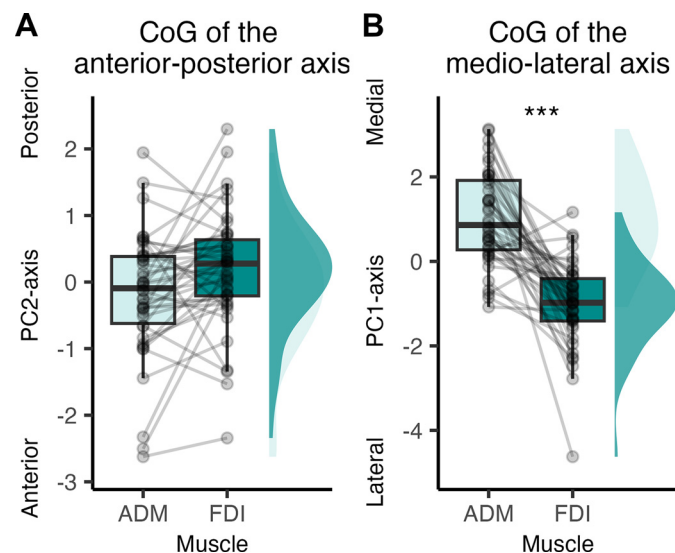 A
CoG of the
anterior-posterior axis
Posterior
PC2-axis
Anterior
2
1
0
-1
-2
-3
ADM FDI
Muscle
B
CoG of the
medio-lateral axis
Medial
PC1-axis
Lateral
***
2
0
-2
-4
ADM FDI
Muscle